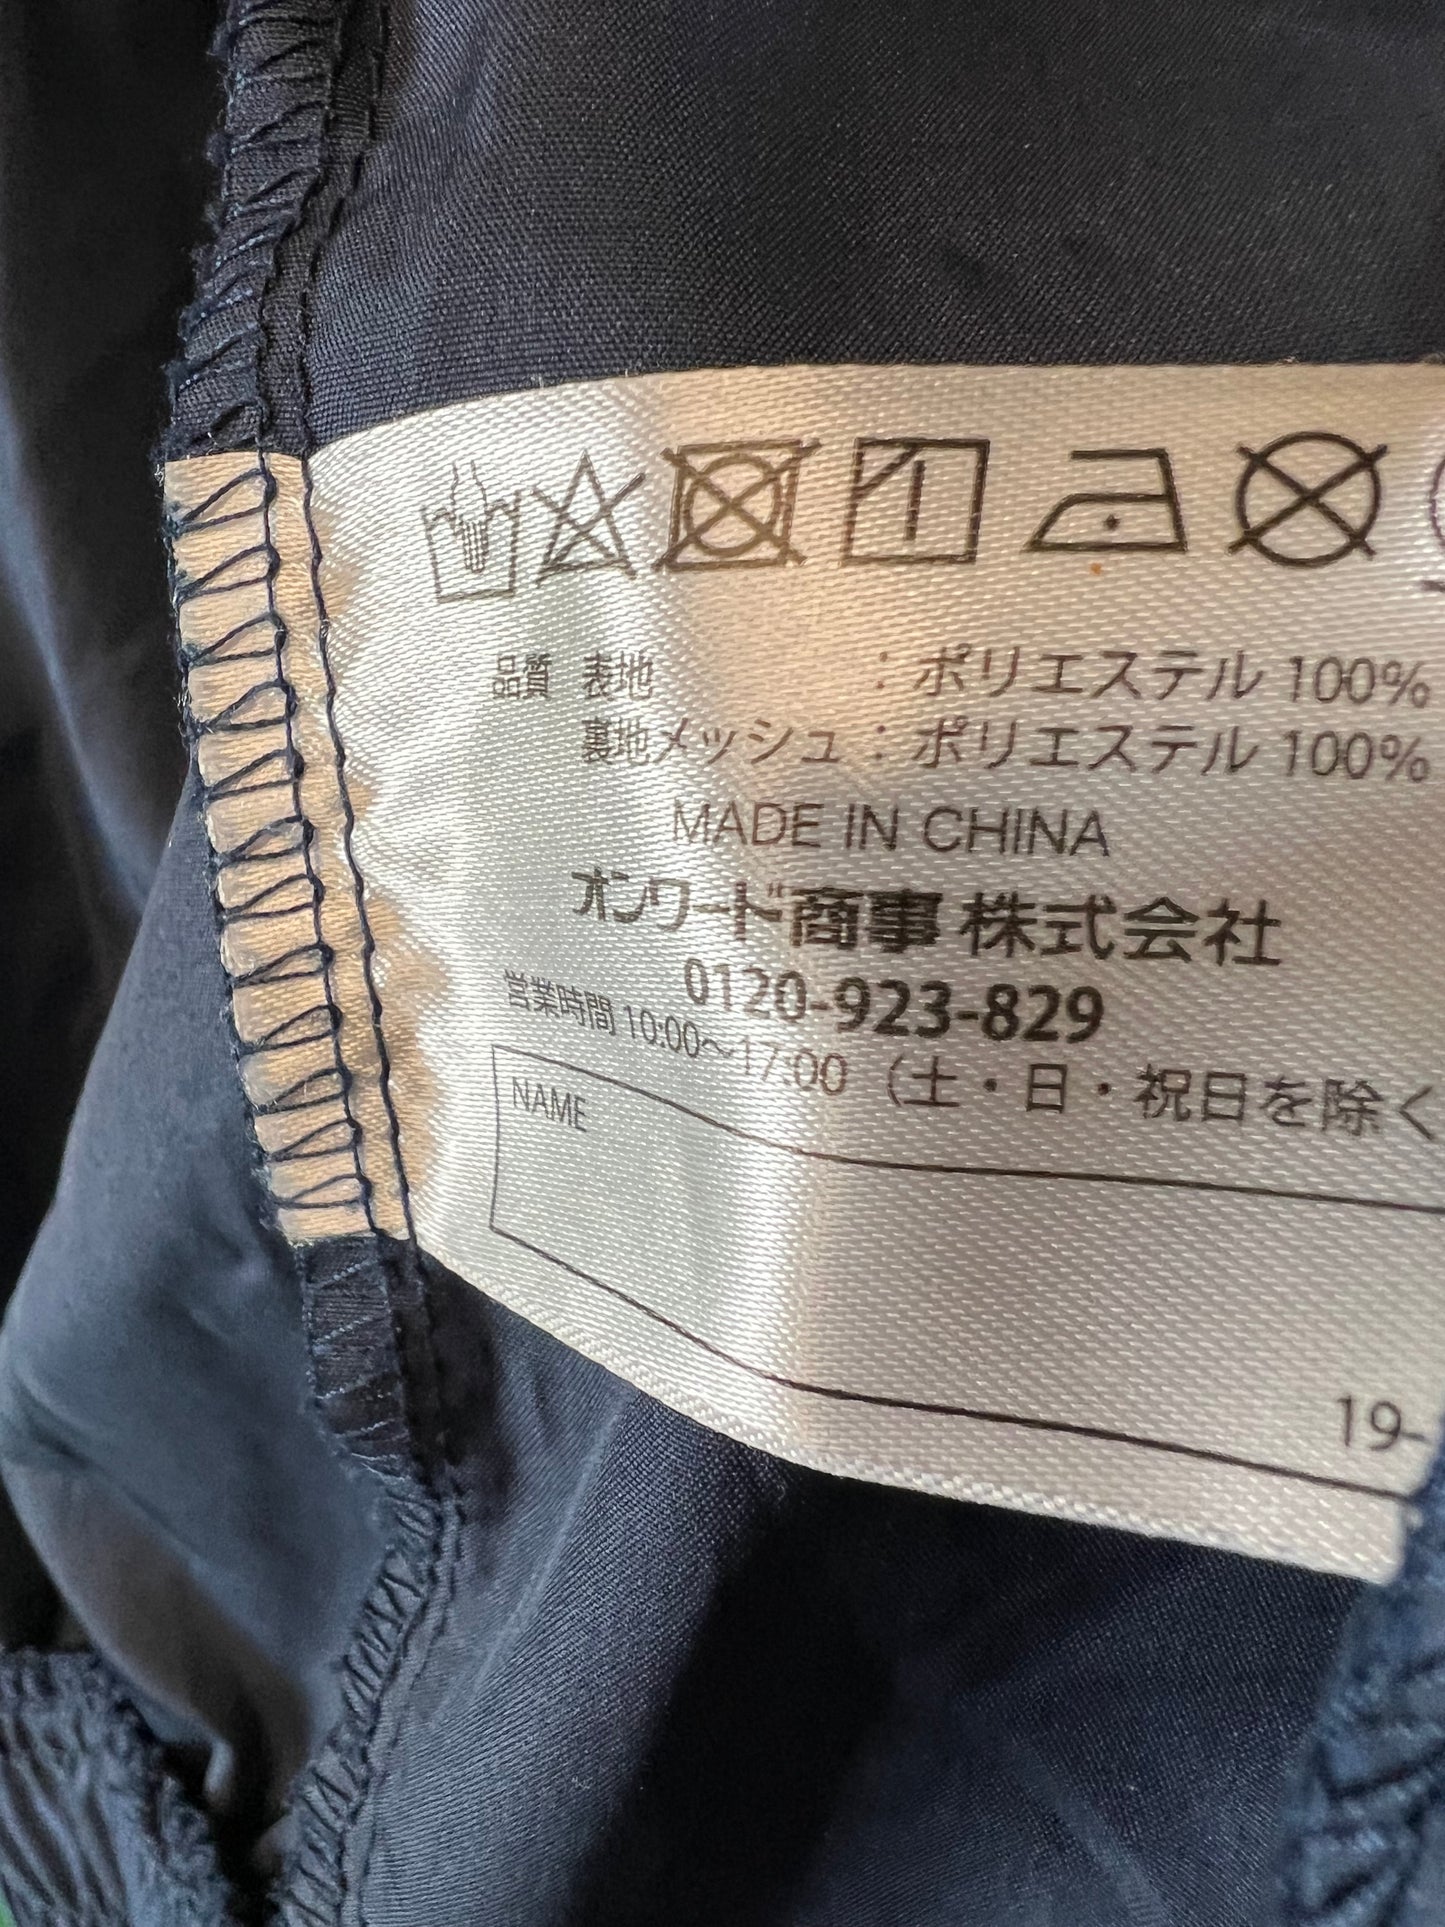 品質 表地 : ポリエステル 100%
裏地メッシュ : ポリエステル 100%
MADE IN CHINA
オンワード商事 株式会社
0120-923-829
営業時間 10:00〜17:00（土・日・祝日を除く
NAME
19-